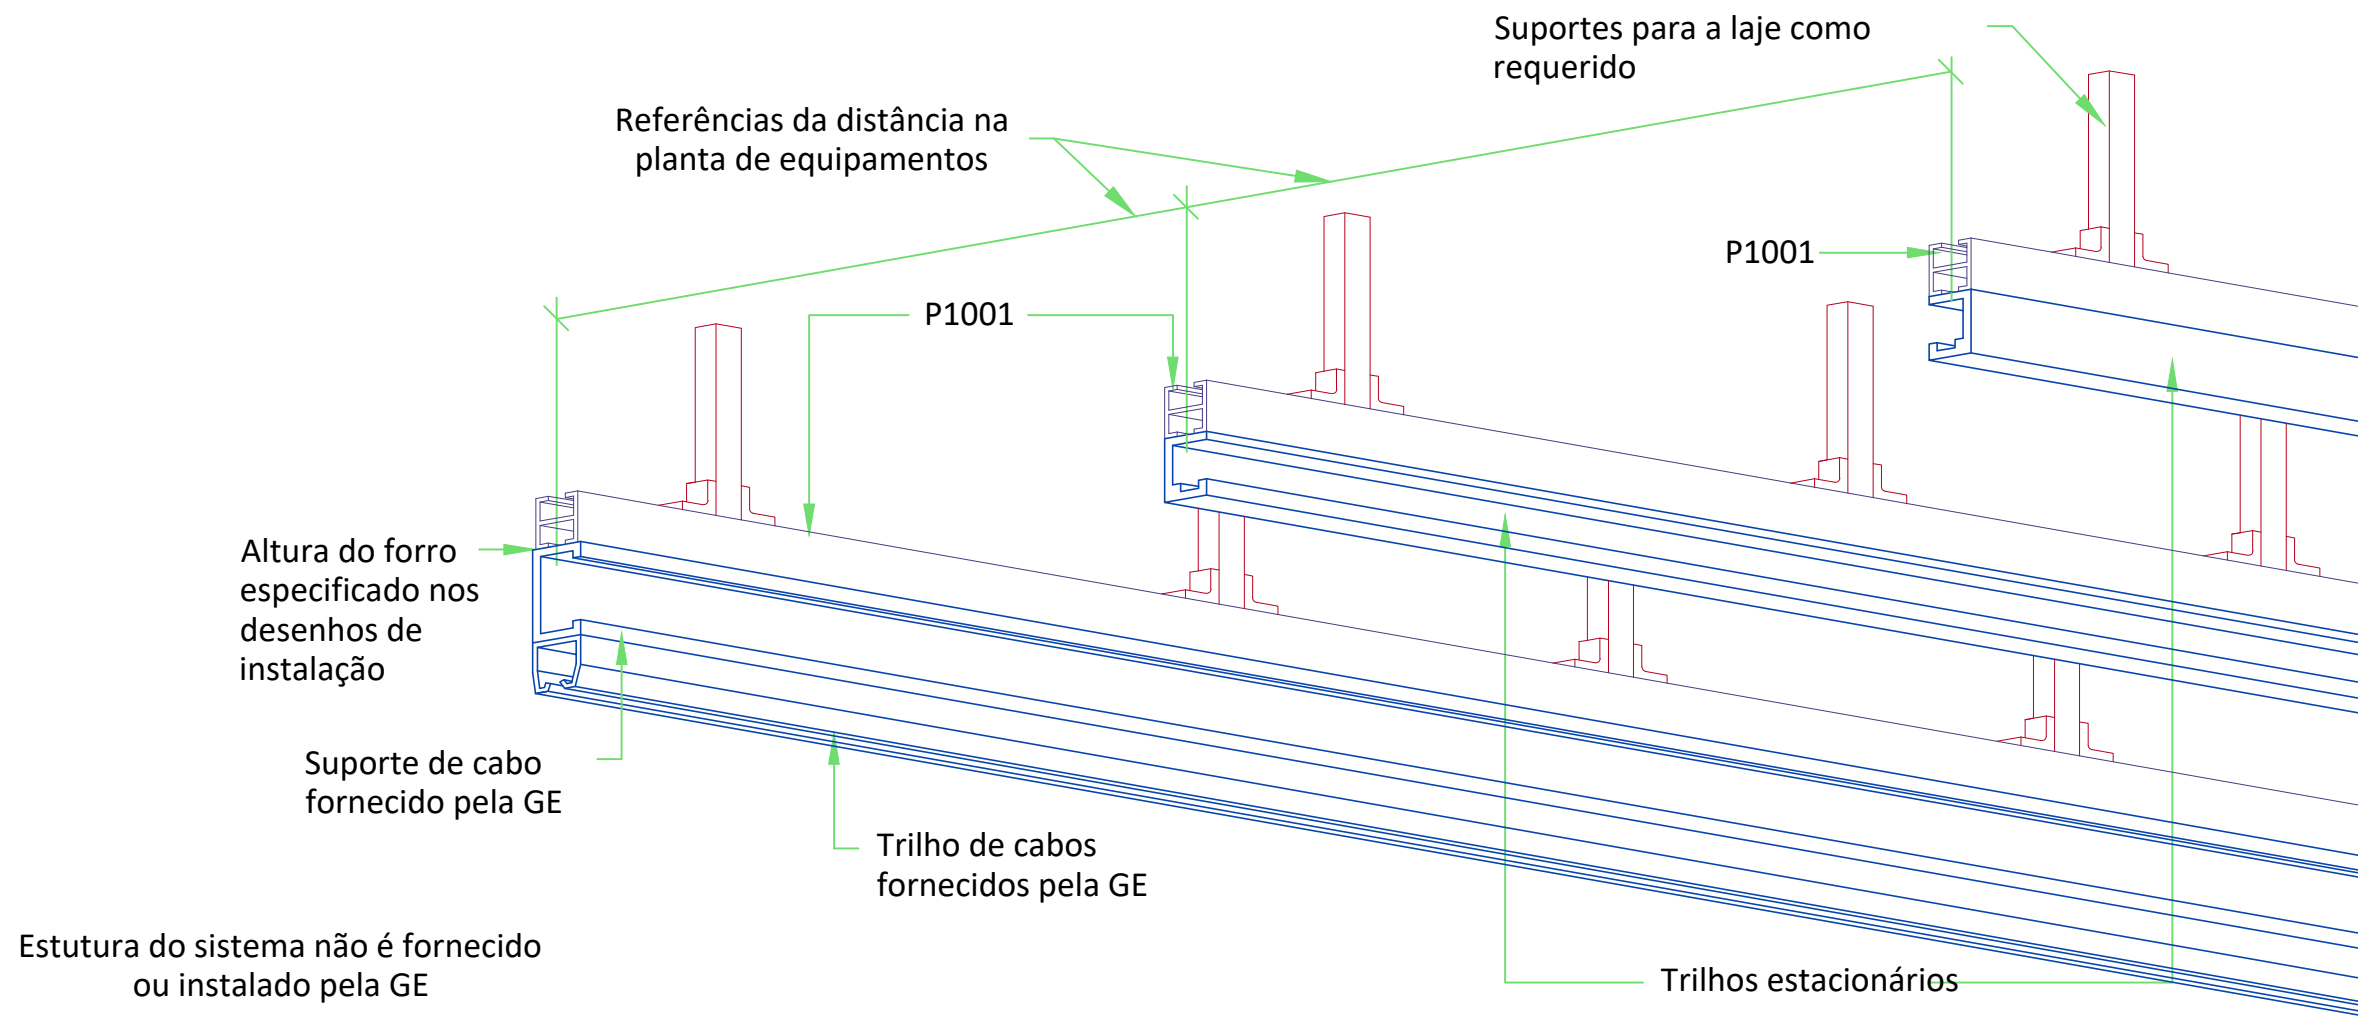 Suportes para a laje como
requerido
Referências da distância na
planta de equipamentos
P1001
P1001
Altura do forro
especificado nos
desenhos de
instalação
Suporte de cabo
fornecido pela GE
Trilho de cabos
fornecidos pela GE
Estutura do sistema não é fornecido
ou instalado pela GE
Trilhos estacionários